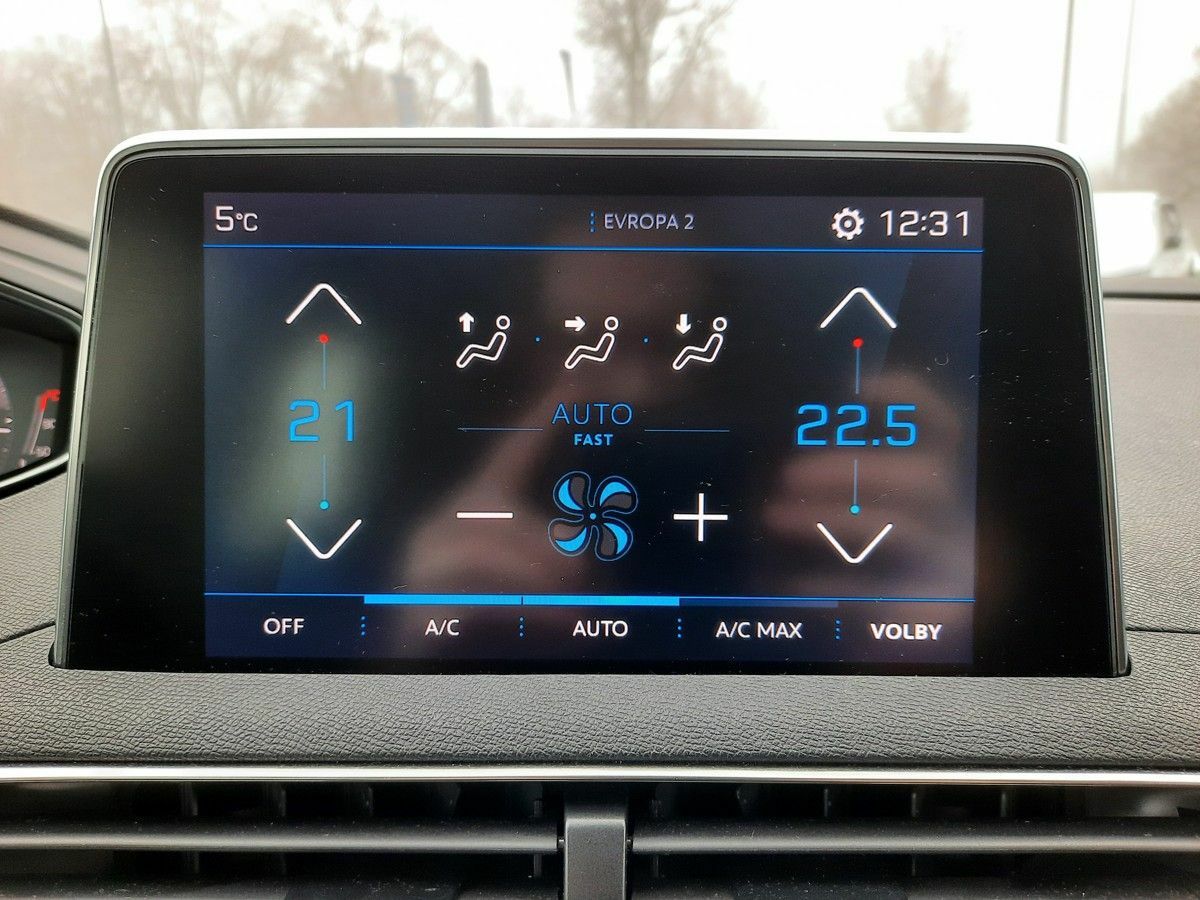 5°C EVROPA 2 12:31
21 22.5
AUTO
FAST
OFF A/C AUTO A/C MAX VOLBY